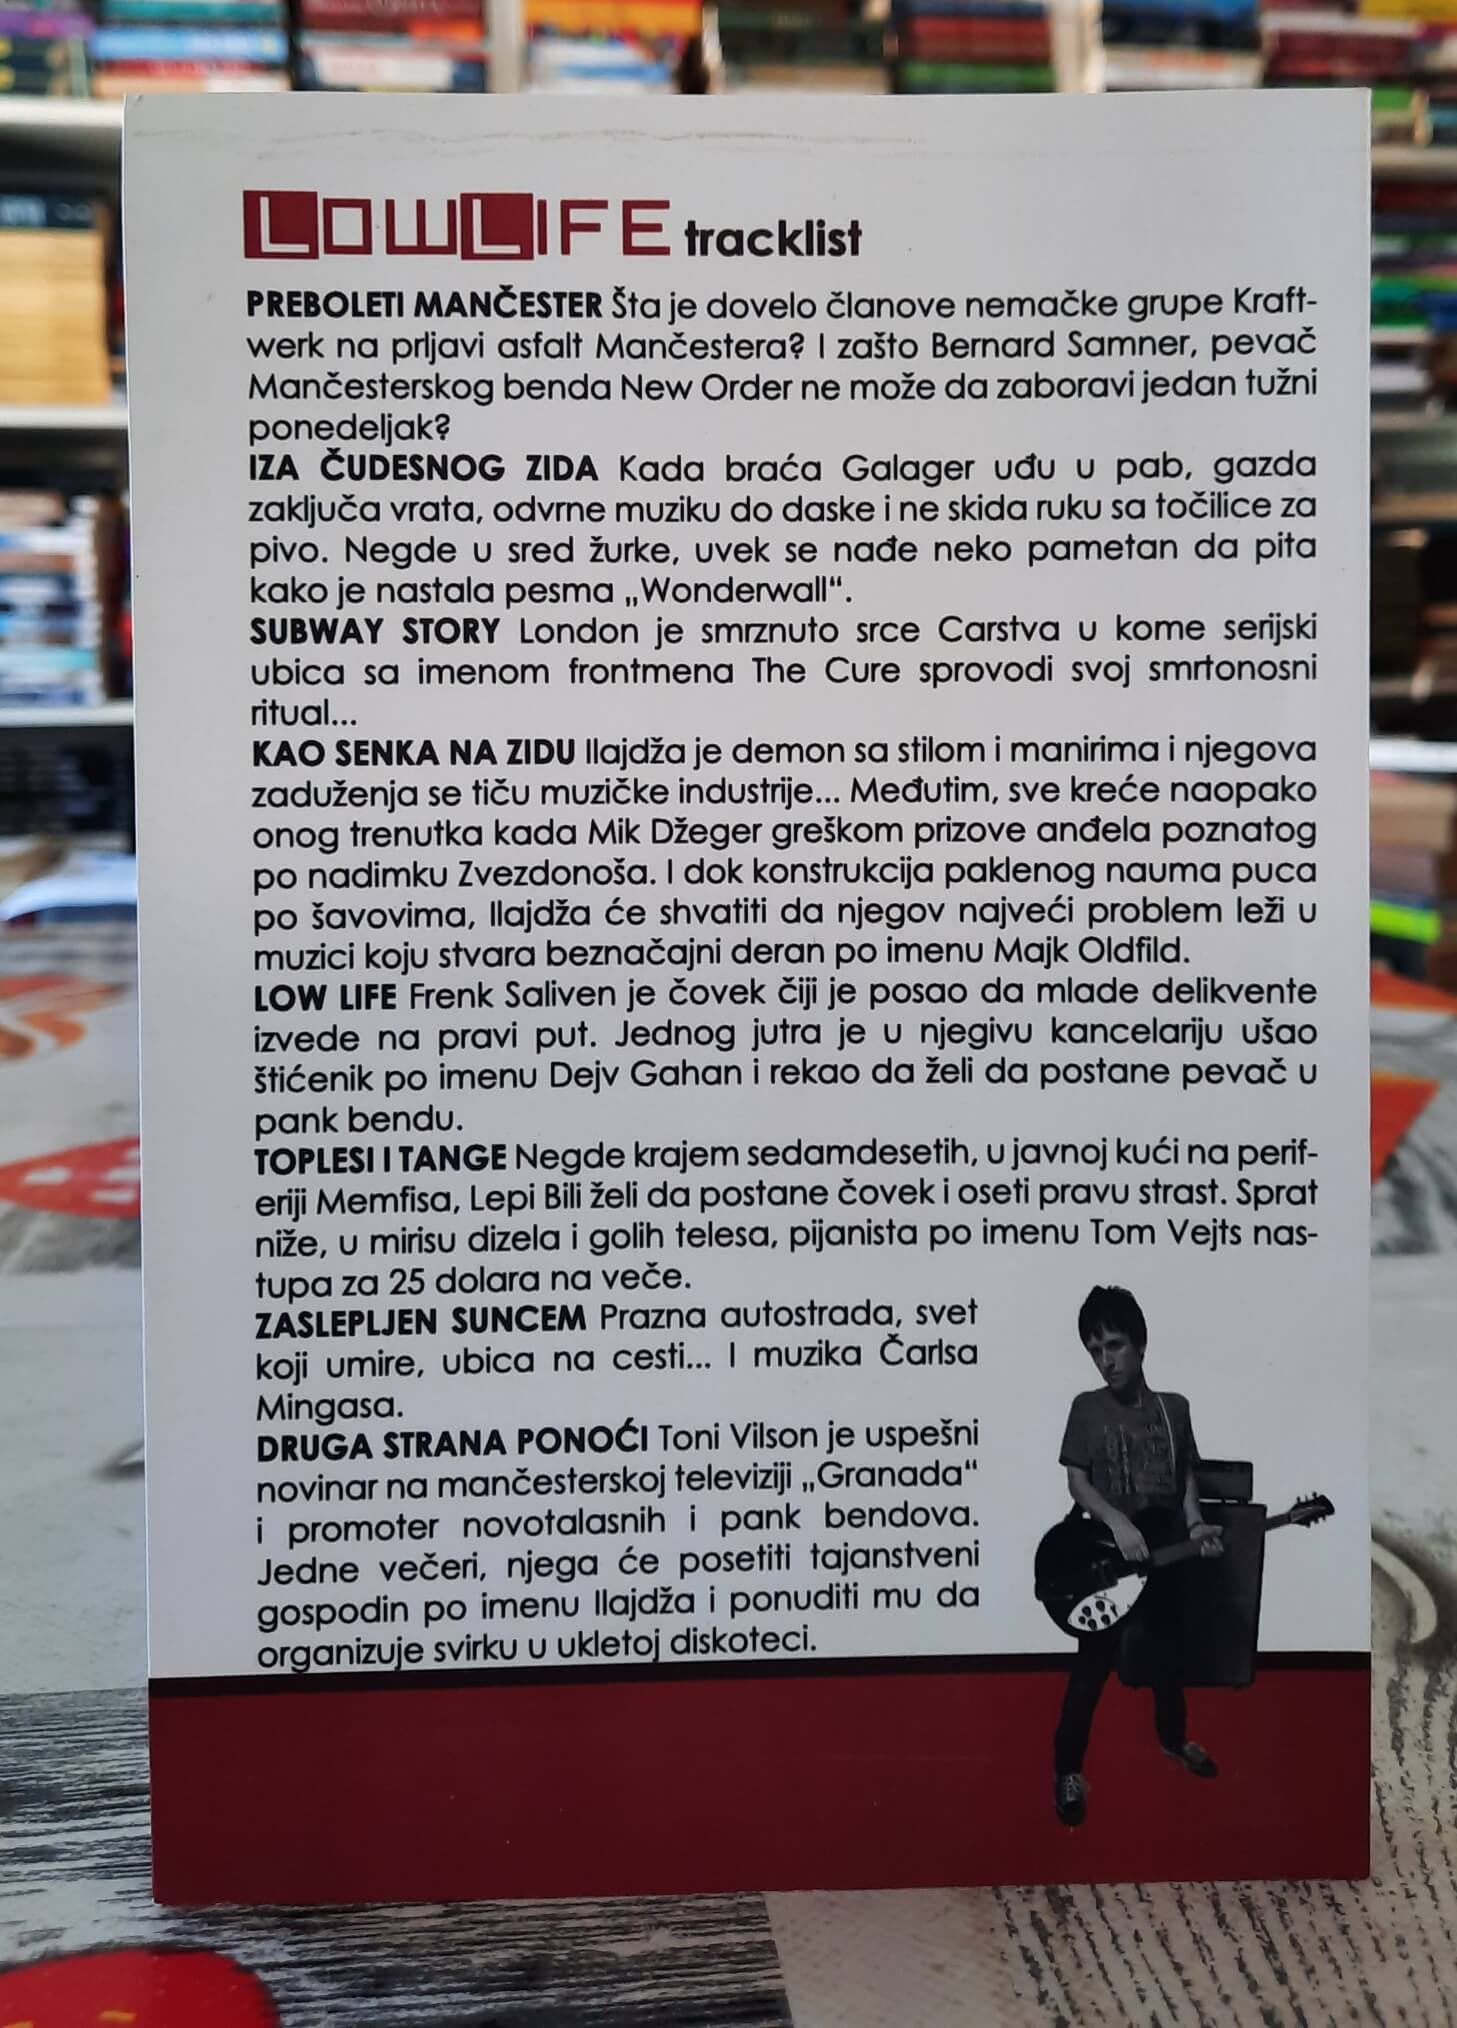 LOWLIFE tracklist
PREBOLETI MANČESTER Šta je dovelo članove nemačke grupe Kraft-
werk na prljavi asfalt Mančestera? I zašto Bernard Samner, pevač
Mančesterskog benda New Order ne može da zaboravi jedan tužni
ponedeljak?
IZA ČUDESNOG ZIDA Kada braća Galager uđu u pab, gazda
zaključa vrata, odvrne muziku do daske i ne skida ruku sa točilice za
pivo. Negde u sred žurke, uvek se nađe neko pametan da pita
kako je nastala pesma „Wonderwall“.
SUBWAY STORY London je smrznuto srce Carstva u kome serijski
ubica sa imenom frontmena The Cure sprovodi svoj smrtonosni
ritual...
KAO SENKA NA ZIDU Ilajdža je demon sa stilom i manirima i njegova
zaduženja se tiču muzičke industrije... Međutim, sve kreće naopako
onog trenutka kada Mik Džeger greškom prizove anđela poznatog
po nadimku Zvezdonoša. I dok konstrukcija paklenog nauma puca
po šavovima, Ilajdža će shvatiti da njegov najveći problem leži u
muzici koju stvara beznačajni deran po imenu Majk Oldfild.
LOW LIFE Frenk Saliven je čovek čiji je posao da mlade delikvente
izvede na pravi put. Jednog jutra je u njegivu kancelariju ušao
štićenik po imenu Dejv Gahan i rekao da želi da postane pevač u
pank bendu.
TOPLESI I TANGE Negde krajem sedamdesetih, u javnoj kući na perif-
eriji Memfisa, Lepi Bili želi da postane čovek i oseti pravu strast. Sprat
niže, u mirisu dizela i golih telesa, pijanista po imenu Tom Vejts nas-
tupa za 25 dolara na veče.
ZASLEPLJEN SUNCEM Prazna autostrada, svet
koji umire, ubica na cesti... I muzika Čarlsa
Mingasa.
DRUGA STRANA PONOĆI Toni Vilson je uspešni
novinar na mančesterskoj televiziji „Granada“
i promoter novotalasnih i pank bendova.
Jedne večeri, njega će posetiti tajanstveni
gospodin po imenu Ilajdža i ponuditi mu da
organizuje svirku u ukletoj diskoteci.